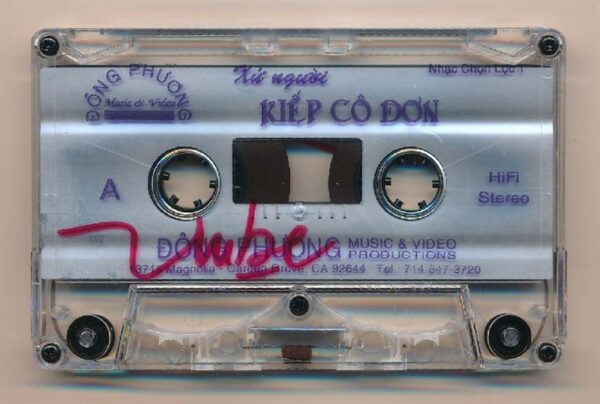 ĐÔNG PHƯƠNG
Music & Video
Xứ người
KIẾP CÔ ĐƠN
Nhạc Chọn Lọc 1
A
HiFi
Stereo
ĐÔNG PHƯƠNG MUSIC & VIDEO
PRODUCTIONS
Magnolia - Garden Grove CA 92644 Tel. 714 847-3720